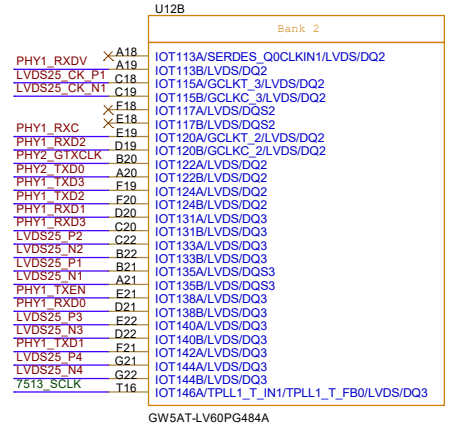 U12B
Bank 2
A18 IOT113A/SERDES_Q0CLKIN1/LVDS/DQ2
PHY1_RXDV A19 IOT113B/LVDS/DQ2
LVDS25_CK_P1 C18 IOT115A/GCLKT_3/LVDS/DQ2
LVDS25_CK_N1 C19 IOT115B/GCLKC_3/LVDS/DQ2
F18 IOT117A/LVDS/DQS2
E18 IOT117B/LVDS/DQS2
PHY1_RXC E19 IOT120A/GCLKT_2/LVDS/DQ2
PHY1_RXD2 D19 IOT120B/GCLKC_2/LVDS/DQ2
PHY2_GTXCLK B20 IOT122A/LVDS/DQ2
PHY2_TXD0 A20 IOT122B/LVDS/DQ2
PHY1_TXD3 F19 IOT124A/LVDS/DQ2
PHY1_TXD2 F20 IOT124B/LVDS/DQ2
PHY1_RXD1 D20 IOT131A/LVDS/DQ3
PHY1_RXD3 C20 IOT131B/LVDS/DQ3
LVDS25_P2 C22 IOT133A/LVDS/DQ3
LVDS25_N2 B22 IOT133B/LVDS/DQ3
LVDS25_P1 B21 IOT135A/LVDS/DQS3
LVDS25_N1 A21 IOT135B/LVDS/DQS3
PHY1_TXEN E21 IOT138A/LVDS/DQ3
PHY1_RXD0 D21 IOT138B/LVDS/DQ3
LVDS25_P3 E22 IOT140A/LVDS/DQ3
LVDS25_N3 D22 IOT140B/LVDS/DQ3
PHY1_TXD1 F21 IOT142A/LVDS/DQ3
LVDS25_P4 G21 IOT144A/LVDS/DQ3
LVDS25_N4 G22 IOT144B/LVDS/DQ3
7513_SCLK T16 IOT146A/TPLL1_T_IN1/TPLL1_T_FB0/LVDS/DQ3
GW5AT-LV60PG484A